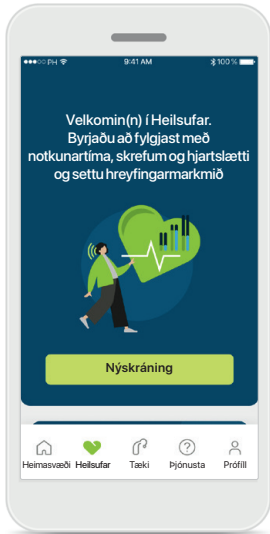 PH 9:41 AM 100 %
Velkomin(n) í Heilsufar.
Byrjaðu að fylgjast með
notkunartíma, skrefum og hjartslætti
og settu hreyfingarmarkmið
Nýskráning
Heimasvæði Heilsufar Tæki Þjónusta Prófíll